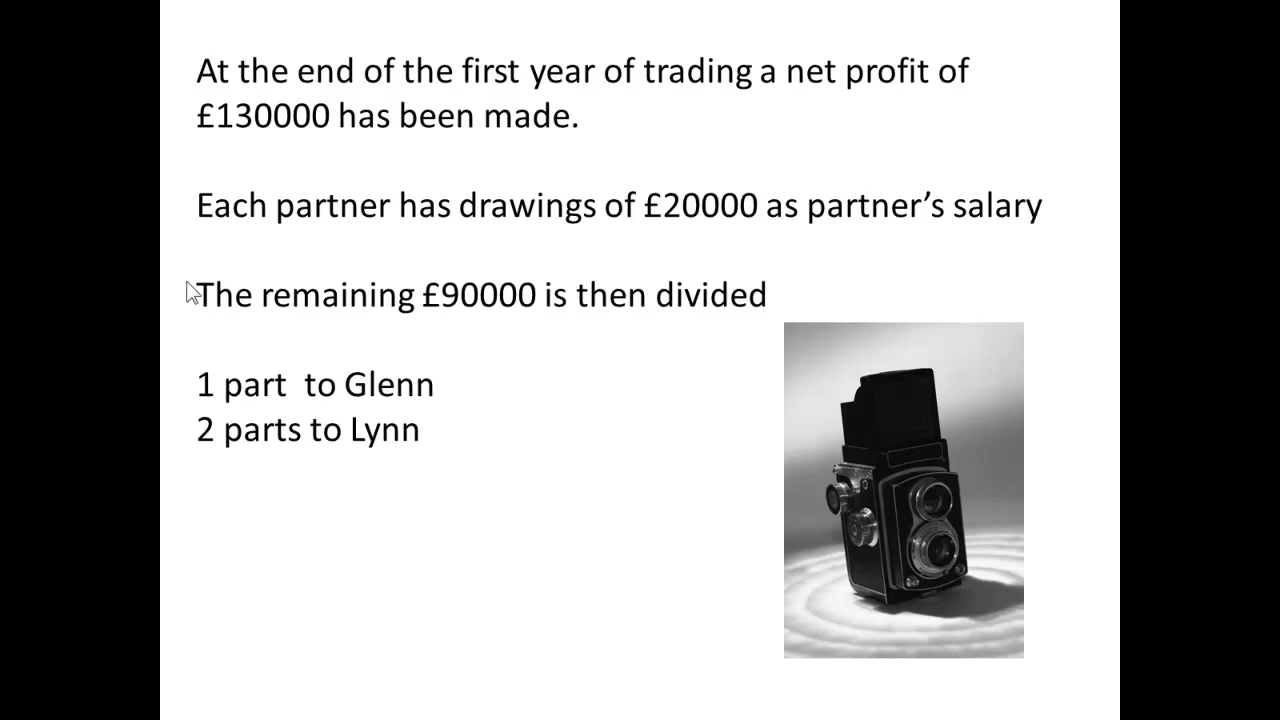 At the end of the first year of trading a net profit of
£130000 has been made.
Each partner has drawings of £20000 as partner’s salary
The remaining £90000 is then divided
1 part  to Glenn
2 parts to Lynn